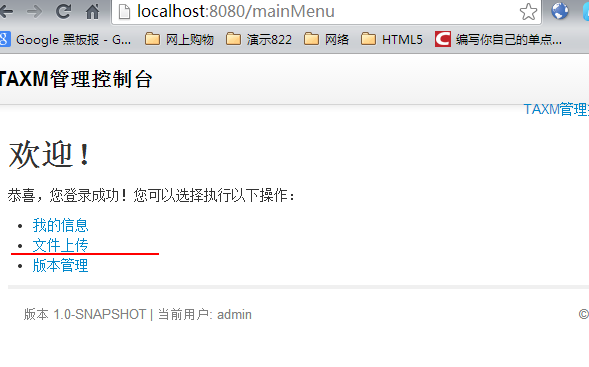 localhost:8080/mainMenu
Google 黑板报 - G... 网上购物 演示822 网络 HTML5 编写你自己的单点...
TAXM管理控制台
TAXM管理
欢迎！
恭喜，您登录成功！您可以选择执行以下操作：
我的信息
文件上传
版本管理
版本 1.0-SNAPSHOT | 当前用户: admin
©